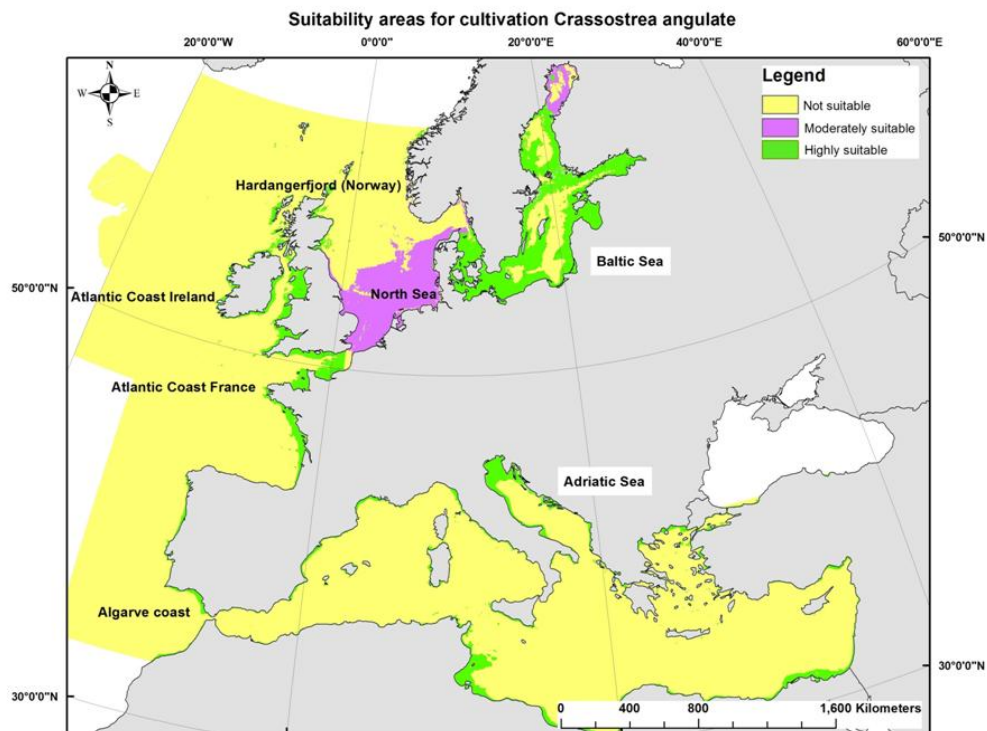 Suitability areas for cultivation Crassostrea angulate
20°0'0"W 0°0'0" 20°0'0"E 40°0'0"E 60°0'0"E
N
W E
S
Legend
Not suitable
Moderately suitable
Highly suitable
Hardangerfjord (Norway)
50°0'0"N
Baltic Sea
50°0'0"N
Atlantic Coast Ireland
North Sea
Atlantic Coast France
Adriatic Sea
Algarve coast
30°0'0"N
30°0'0"N
0 400 800 1,600 Kilometers